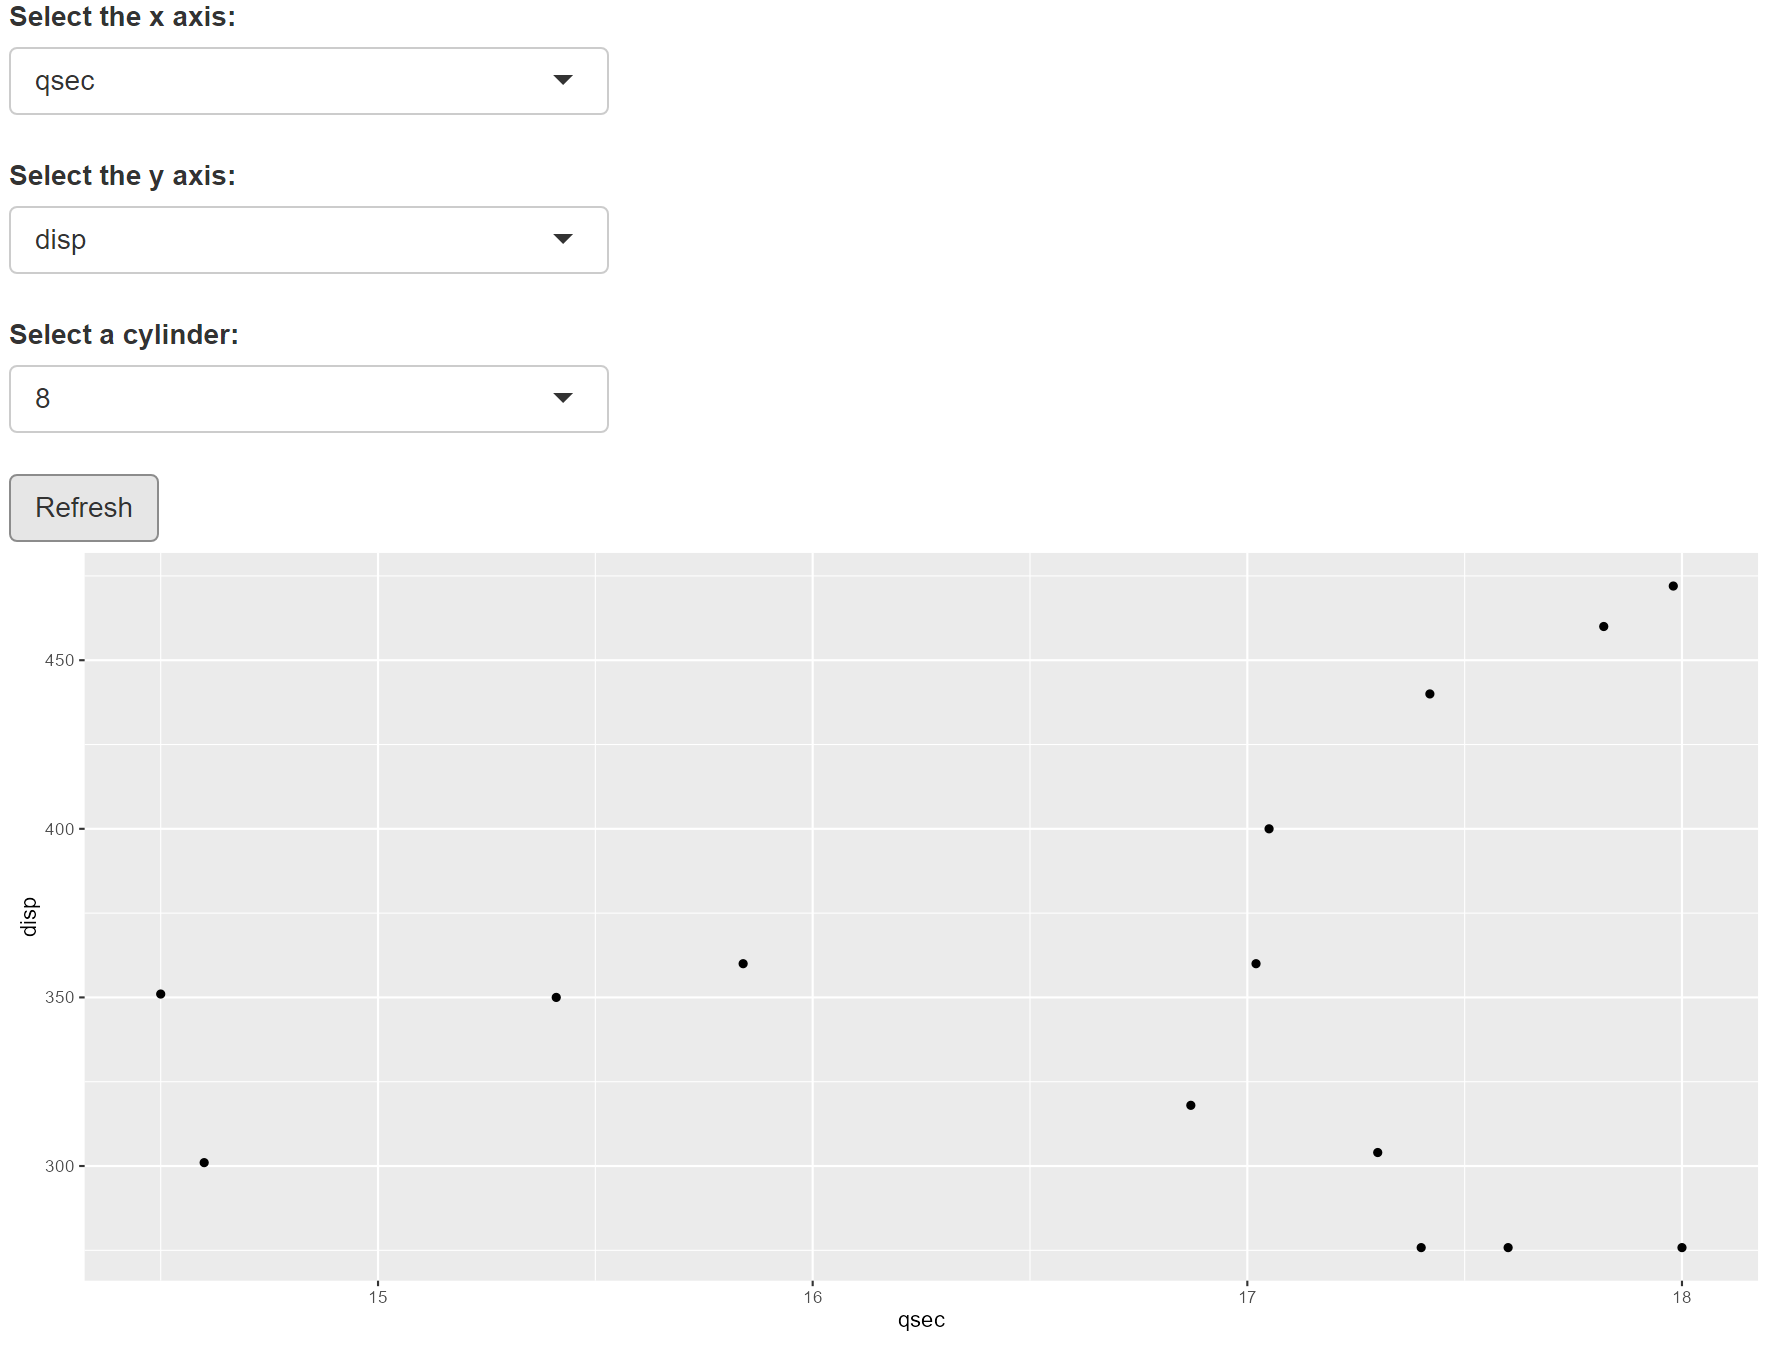 Select the x axis:
qsec
Select the y axis:
disp
Select a cylinder:
8
Refresh
450
400
350
300
disp
15 16 17 18
qsec